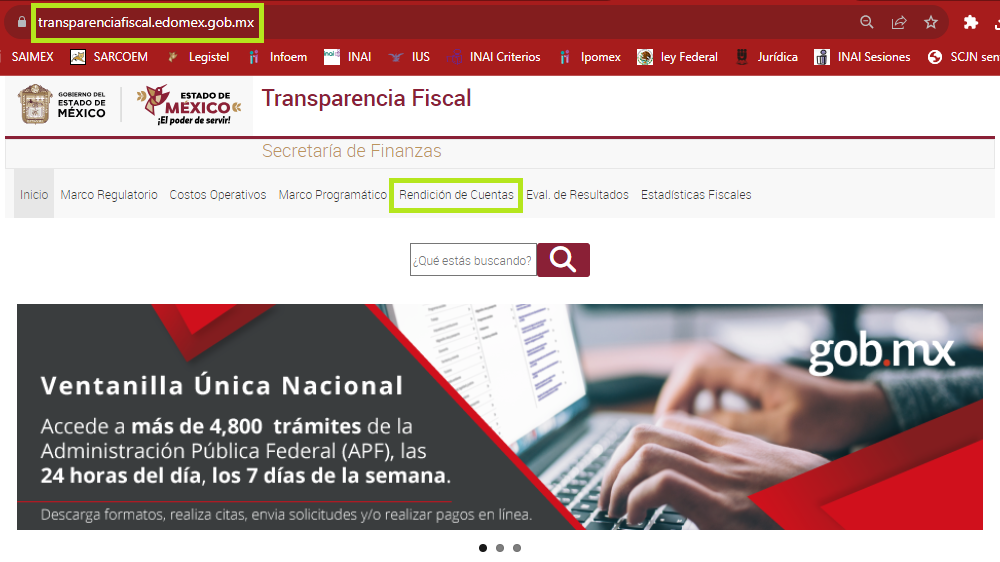 transparenciafiscal.edomex.gob.mx
SAIMEX SARCOEM Legistel Infoem INAI IUS INAI Criterios Ipomex ley Federal Jurídica INAI Sesiones SCJN sen
GOBIERNO DEL
ESTADO DE
MÉXICO
ESTADO DE
MÉXICO
¡El poder de servir!
Transparencia Fiscal
Secretaría de Finanzas
Inicio Marco Regulatorio Costos Operativos Marco Programático Rendición de Cuentas Eval. de Resultados Estadísticas Fiscales
¿Qué estás buscando?
gob.mx
Ventanilla Única Nacional
Accede a más de 4,800 trámites de la
Administración Pública Federal (APF), las
24 horas del día, los 7 días de la semana.
Descarga formatos, realiza citas, envia solicitudes y/o realizar pagos en línea.